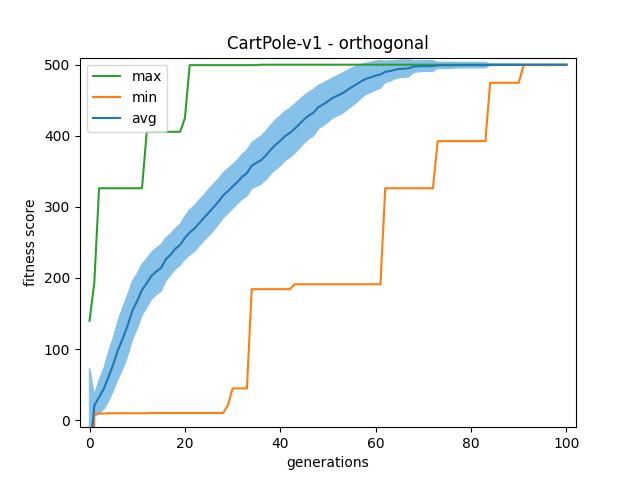 CartPole-v1 - orthogonal
max
min
avg
fitness score
500
400
300
200
100
0
0 20 40 60 80 100
generations